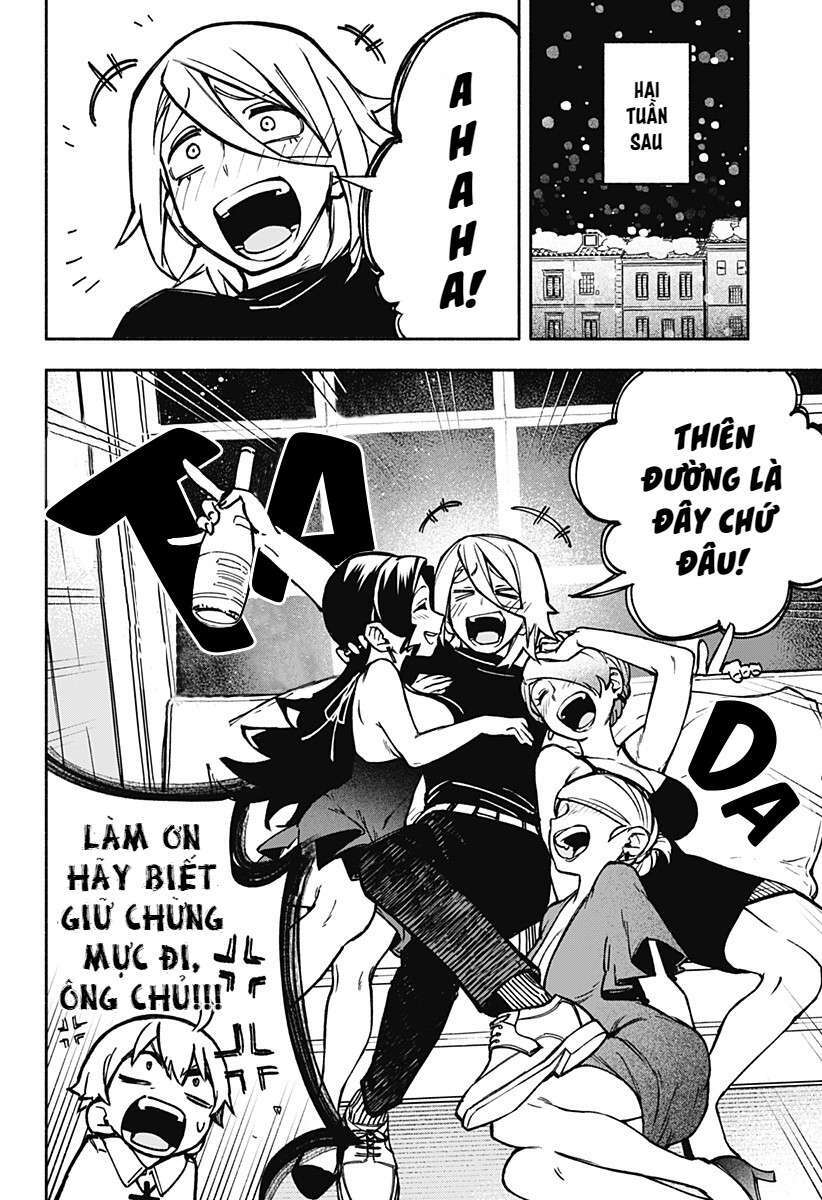 HAI
TUẦN
SAU
A
H
A
H
A
H
A!
THIÊN
ĐƯỜNG LÀ
ĐÂY CHỨ
ĐÂU!
TA
DA
LÀM ƠN
HÃY BIẾT
GIỮ CHỪNG
MỰC ĐI,
ÔNG CHỦ!!!